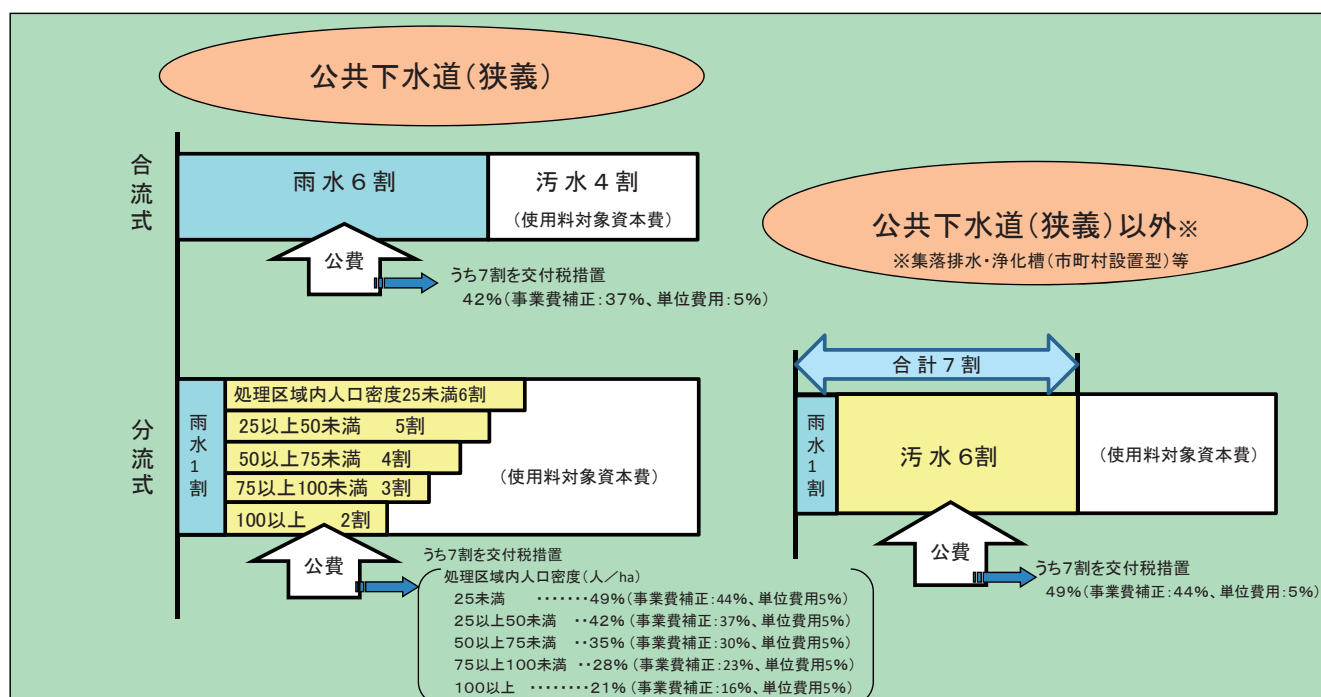 公共下水道(狭義)
合流式
雨水6割
汚水4割
(使用料対象資本費)
公費
うち7割を交付税措置
42%(事業費補正:37%、単位費用:5%)
分流式
雨水1割
処理区域内人口密度25未満6割
25以上50未満 5割
50以上75未満 4割
75以上100未満 3割
100以上 2割
(使用料対象資本費)
公費
うち7割を交付税措置
処理区域内人口密度(人/ha)
25未満 ・・・・・・・49%(事業費補正:44%、単位費用5%)
25以上50未満 ・・42%(事業費補正:37%、単位費用5%)
50以上75未満 ・・35%(事業費補正:30%、単位費用5%)
75以上100未満 ・・28%(事業費補正:23%、単位費用5%)
100以上 ・・・・・・・・21%(事業費補正:16%、単位費用5%)
公共下水道(狭義)以外※
※集落排水・浄化槽(市町村設置型)等
合計7割
雨水1割
汚水6割
(使用料対象資本費)
公費
うち7割を交付税措置
49%(事業費補正:44%、単位費用:5%)